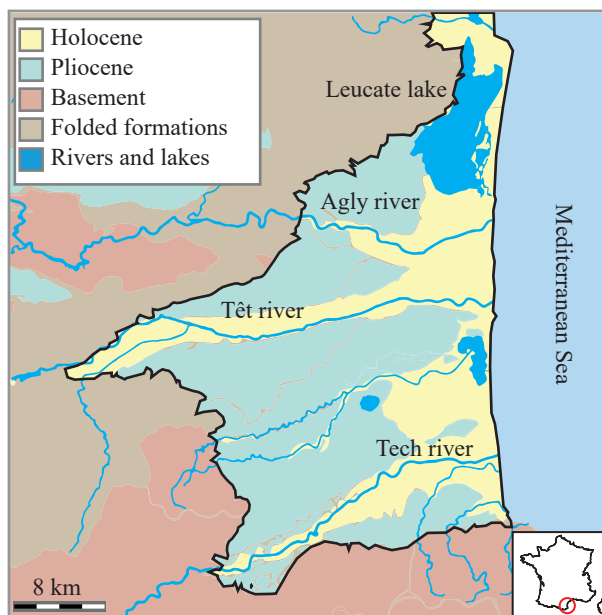 Holocene
Pliocene
Basement
Folded formations
Rivers and lakes
Leucate lake
Agly river
Têt river
Tech river
Mediterranean Sea
8 km